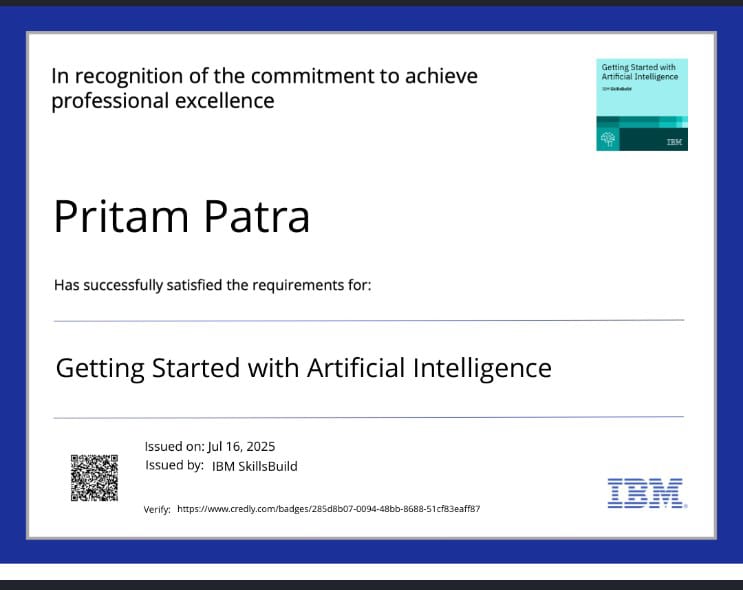 In recognition of the commitment to achieve
professional excellence
Getting Started with
Artificial Intelligence
IBM SkillsBuild
IBM
Pritam Patra
Has successfully satisfied the requirements for:
Getting Started with Artificial Intelligence
Issued on: Jul 16, 2025
Issued by: IBM SkillsBuild
Verify: https://www.credly.com/badges/285d8b07-0094-48bb-8688-51cf83eaff87
IBM®